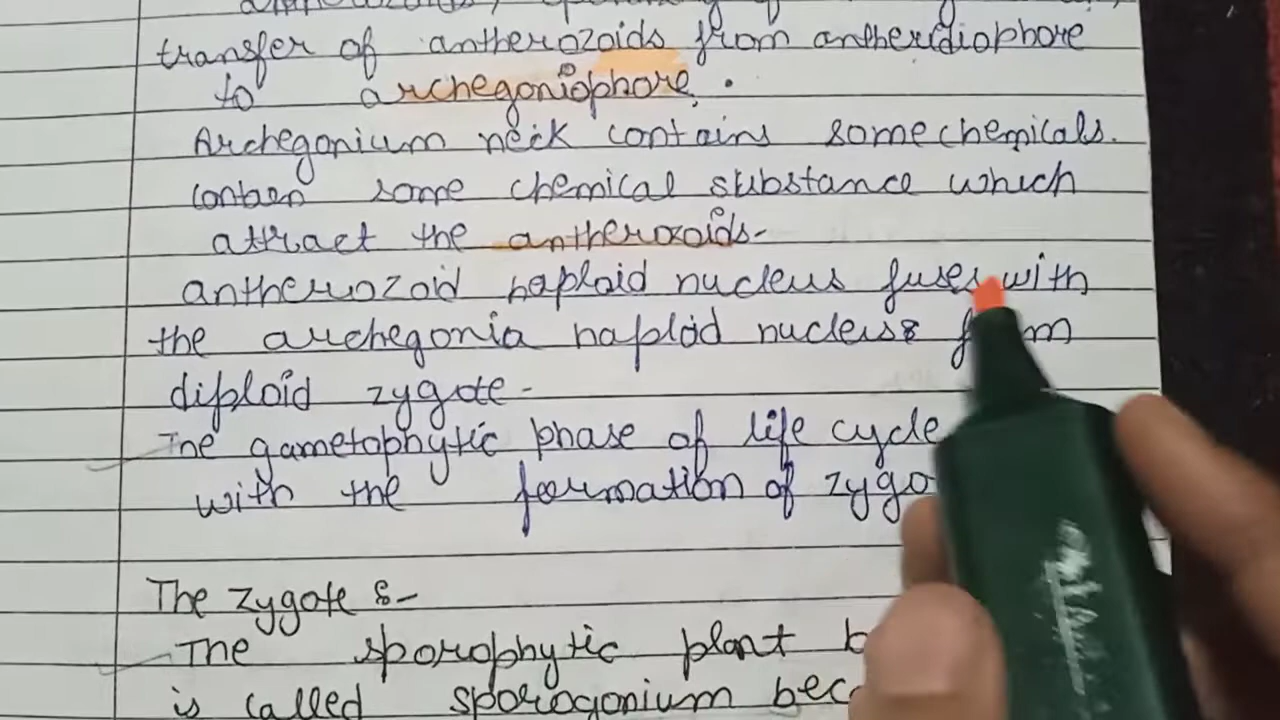 transfer of antherozoids from antheridiophore
to archegoniophore.
Archegonium neck contains some chemicals.
contain some chemical substance which
attract the antherozoids-
antherozoid haploid nucleus fuses with
the archegonia haploid nucleus
diploid zygote-
The gametophytic phase of life cycle
with the formation of
The zygote :-
The sporophytic plant
is called sporogonium